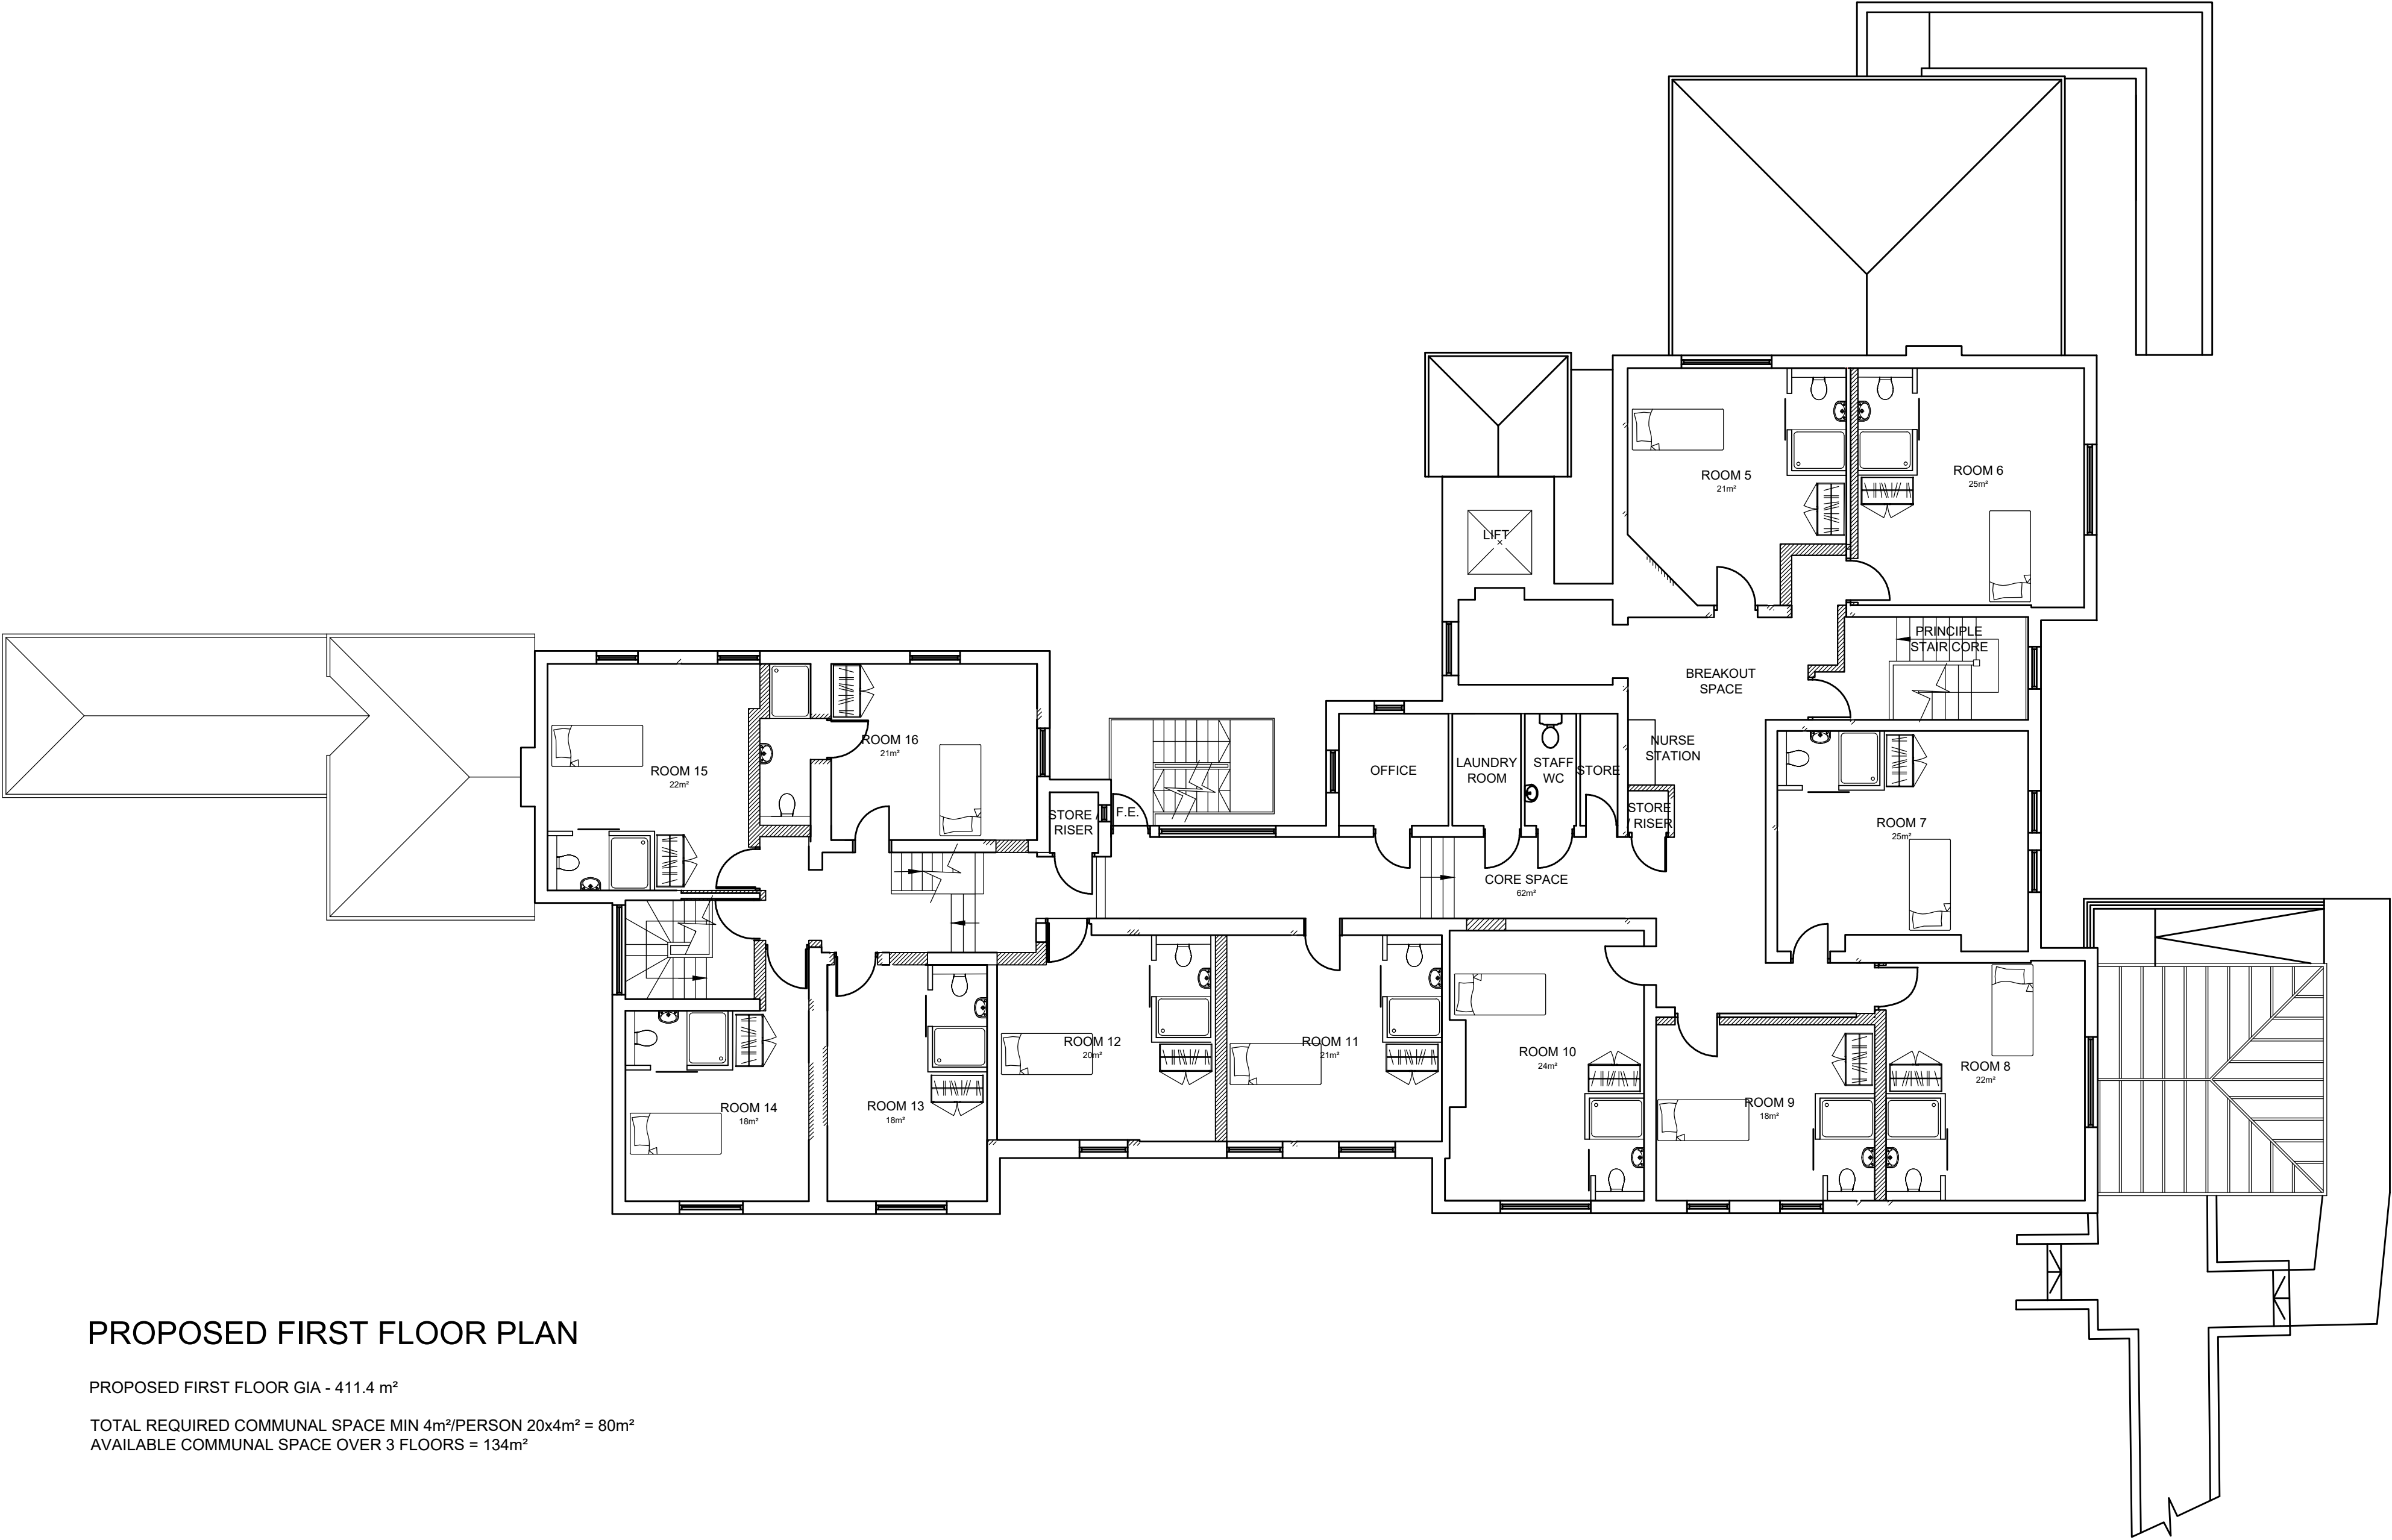 LIFT
ROOM 5
21m²
ROOM 6
25m²
PRINCIPLE
STAIR CORE
BREAKOUT
SPACE
NURSE
STATION
ROOM 15
22m²
ROOM 16
21m²
STORE /
RISER
F.E.
OFFICE
LAUNDRY
ROOM
STAFF
WC
STORE
STORE
/ RISER
ROOM 7
25m²
CORE SPACE
62m²
ROOM 14
18m²
ROOM 13
18m²
ROOM 12
20m²
ROOM 11
21m²
ROOM 10
24m²
ROOM 9
18m²
ROOM 8
22m²
PROPOSED FIRST FLOOR PLAN
PROPOSED FIRST FLOOR GIA - 411.4 m²
TOTAL REQUIRED COMMUNAL SPACE MIN 4m²/PERSON 20x4m² = 80m²
AVAILABLE COMMUNAL SPACE OVER 3 FLOORS = 134m²